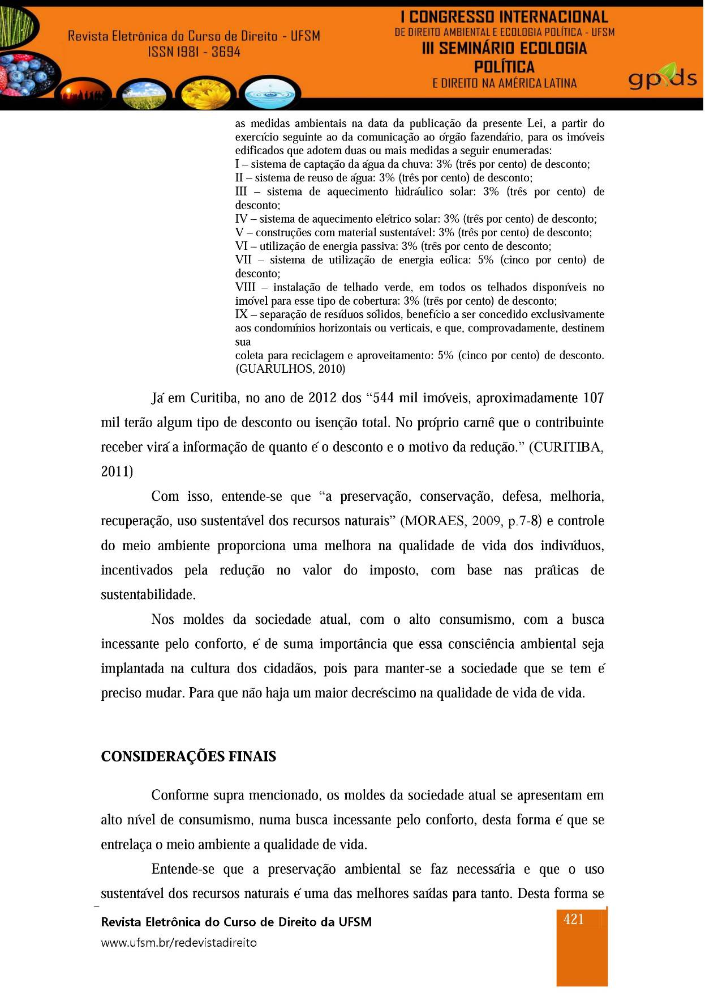 Revista Eletrônica do Curso de Direito - UFSM
ISSN 1981 - 3694
I CONGRESSO INTERNACIONAL
DE DIREITO AMBIENTAL E ECOLOGIA POLÍTICA - UFSM
III SEMINÁRIO ECOLOGIA
POLÍTICA
E DIREITO NA AMÉRICA LATINA
gpds
as medidas ambientais na data da publicação da presente Lei, a partir do
exercício seguinte ao da comunicação ao órgão fazendário, para os imóveis
edificados que adotem duas ou mais medidas a seguir enumeradas:
I – sistema de captação da água da chuva: 3% (três por cento) de desconto;
II – sistema de reuso de água: 3% (três por cento) de desconto;
III – sistema de aquecimento hidráulico solar: 3% (três por cento) de
desconto;
IV – sistema de aquecimento elétrico solar: 3% (três por cento) de desconto;
V – construções com material sustentável: 3% (três por cento) de desconto;
VI – utilização de energia passiva: 3% (três por cento de desconto;
VII – sistema de utilização de energia eólica: 5% (cinco por cento) de
desconto;
VIII – instalação de telhado verde, em todos os telhados disponíveis no
imóvel para esse tipo de cobertura: 3% (três por cento) de desconto;
IX – separação de resíduos sólidos, benefício a ser concedido exclusivamente
aos condomínios horizontais ou verticais, e que, comprovadamente, destinem
sua
coleta para reciclagem e aproveitamento: 5% (cinco por cento) de desconto.
(GUARULHOS, 2010)
Já em Curitiba, no ano de 2012 dos “544 mil imóveis, aproximadamente 107
mil terão algum tipo de desconto ou isenção total. No próprio carnê que o contribuinte
receber virá a informação de quanto é o desconto e o motivo da redução.” (CURITIBA,
2011)
Com isso, entende-se que “a preservação, conservação, defesa, melhoria,
recuperação, uso sustentável dos recursos naturais” (MORAES, 2009, p.7-8) e controle
do meio ambiente proporciona uma melhora na qualidade de vida dos indivíduos,
incentivados pela redução no valor do imposto, com base nas práticas de
sustentabilidade.
Nos moldes da sociedade atual, com o alto consumismo, com a busca
incessante pelo conforto, é de suma importância que essa consciência ambiental seja
implantada na cultura dos cidadãos, pois para manter-se a sociedade que se tem é
preciso mudar. Para que não haja um maior decréscimo na qualidade de vida de vida.
CONSIDERAÇÕES FINAIS
Conforme supra mencionado, os moldes da sociedade atual se apresentam em
alto nível de consumismo, numa busca incessante pelo conforto, desta forma é que se
entrelaça o meio ambiente a qualidade de vida.
Entende-se que a preservação ambiental se faz necessária e que o uso
sustentável dos recursos naturais é uma das melhores saídas para tanto. Desta forma se
Revista Eletrônica do Curso de Direito da UFSM
www.ufsm.br/redevistadireito
421